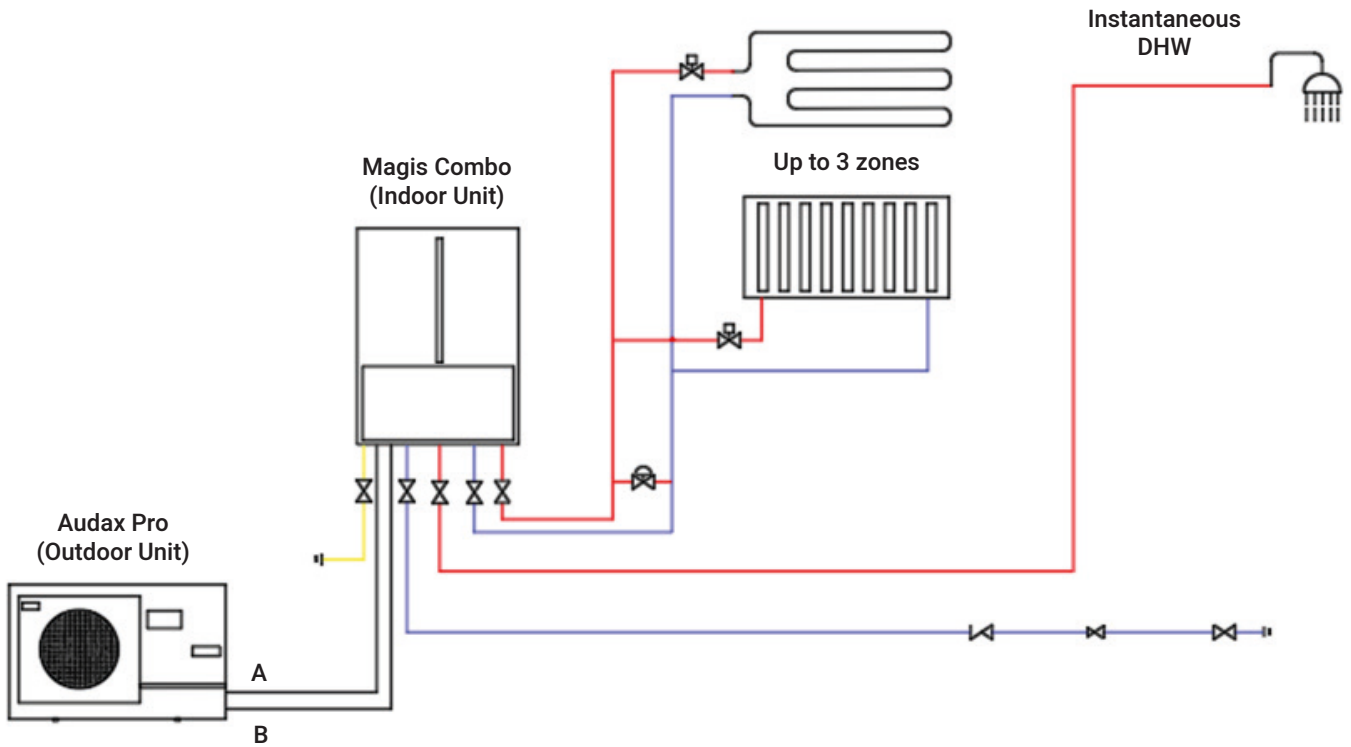 Instantaneous
DHW
Up to 3 zones
Magis Combo
(Indoor Unit)
Audax Pro
(Outdoor Unit)
A
B